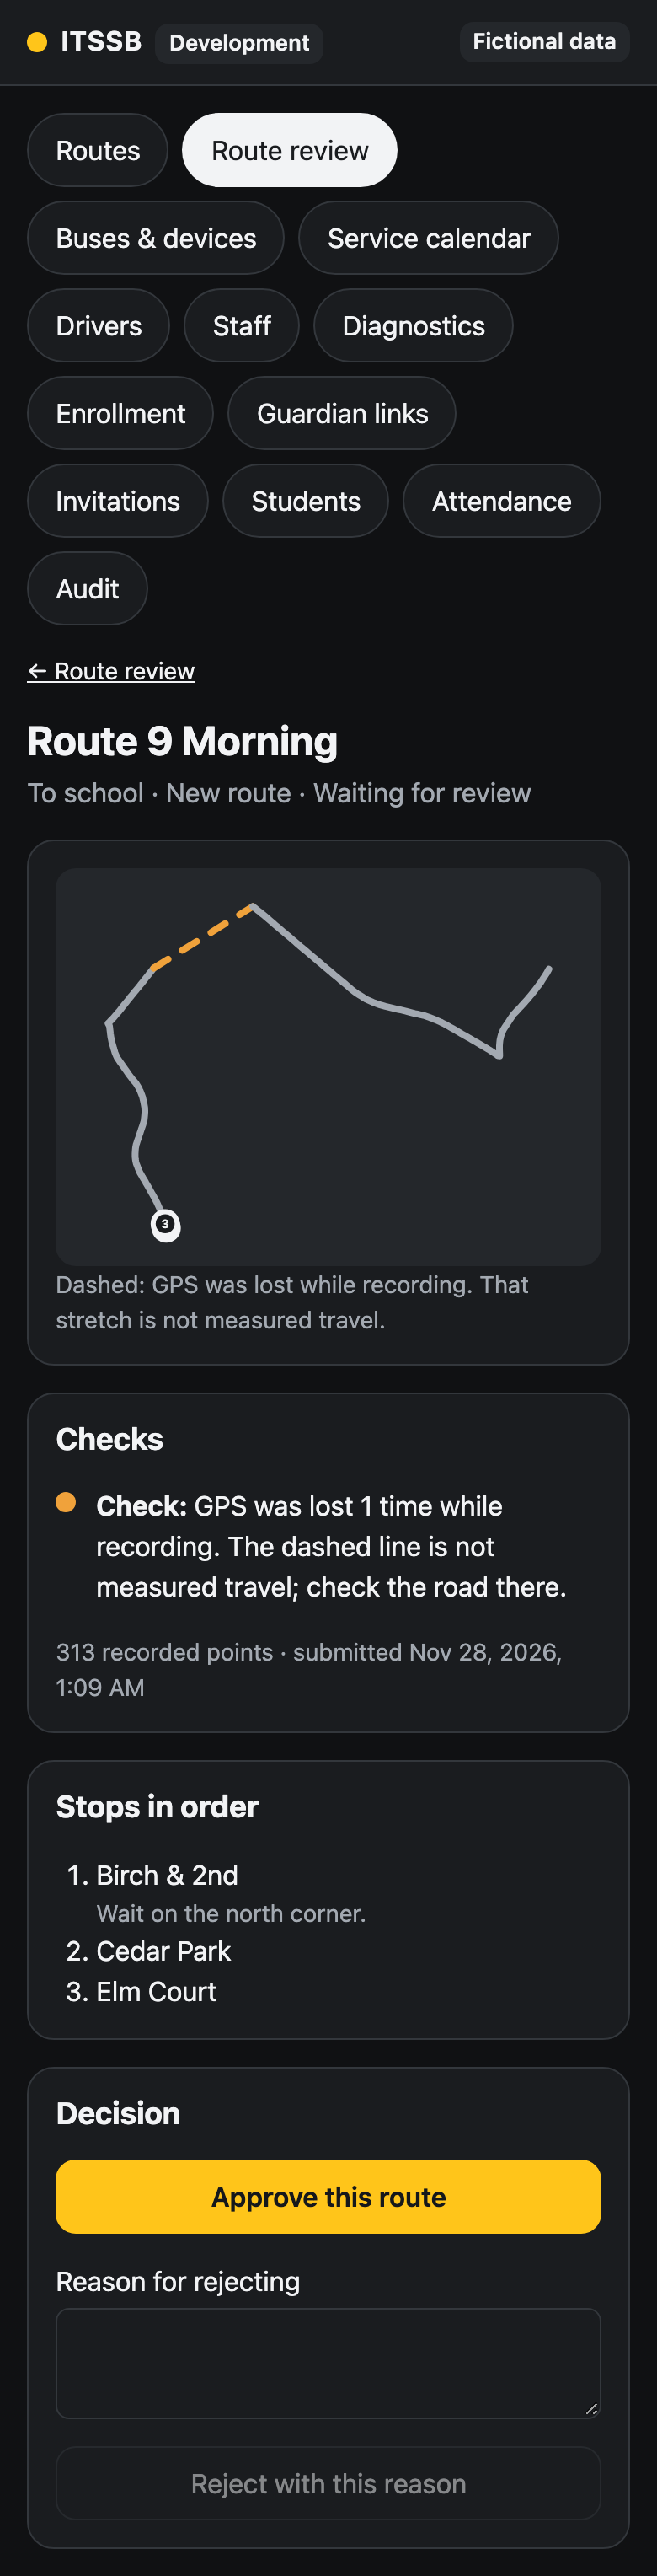 ITSSB Development Fictional data
Routes Route review
Buses & devices Service calendar
Drivers Staff Diagnostics
Enrollment Guardian links
Invitations Students Attendance
Audit
← Route review
Route 9 Morning
To school · New route · Waiting for review
3
Dashed: GPS was lost while recording. That
stretch is not measured travel.
Checks
Check: GPS was lost 1 time while
recording. The dashed line is not
measured travel; check the road there.
313 recorded points · submitted Nov 28, 2026,
1:09 AM
Stops in order
1. Birch & 2nd
Wait on the north corner.
2. Cedar Park
3. Elm Court
Decision
Approve this route
Reason for rejecting
Reject with this reason